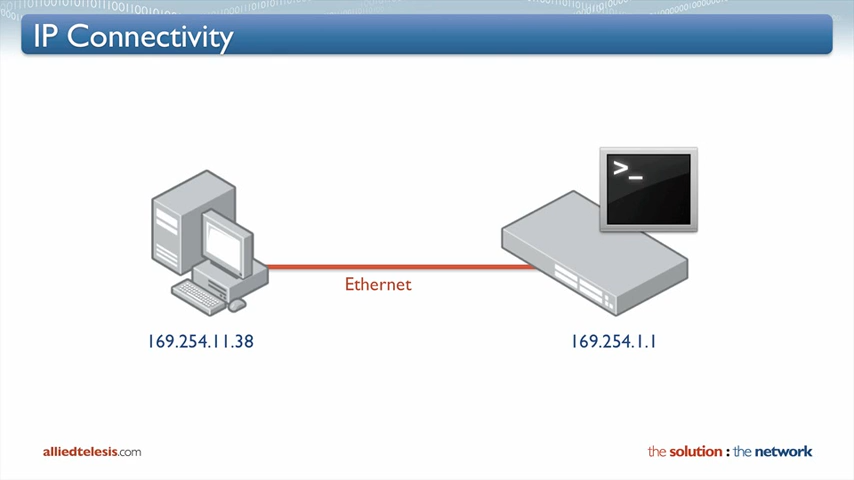 IP Connectivity
>_
Ethernet
169.254.11.38
169.254.1.1
alliedtelesis.com
the solution : the network